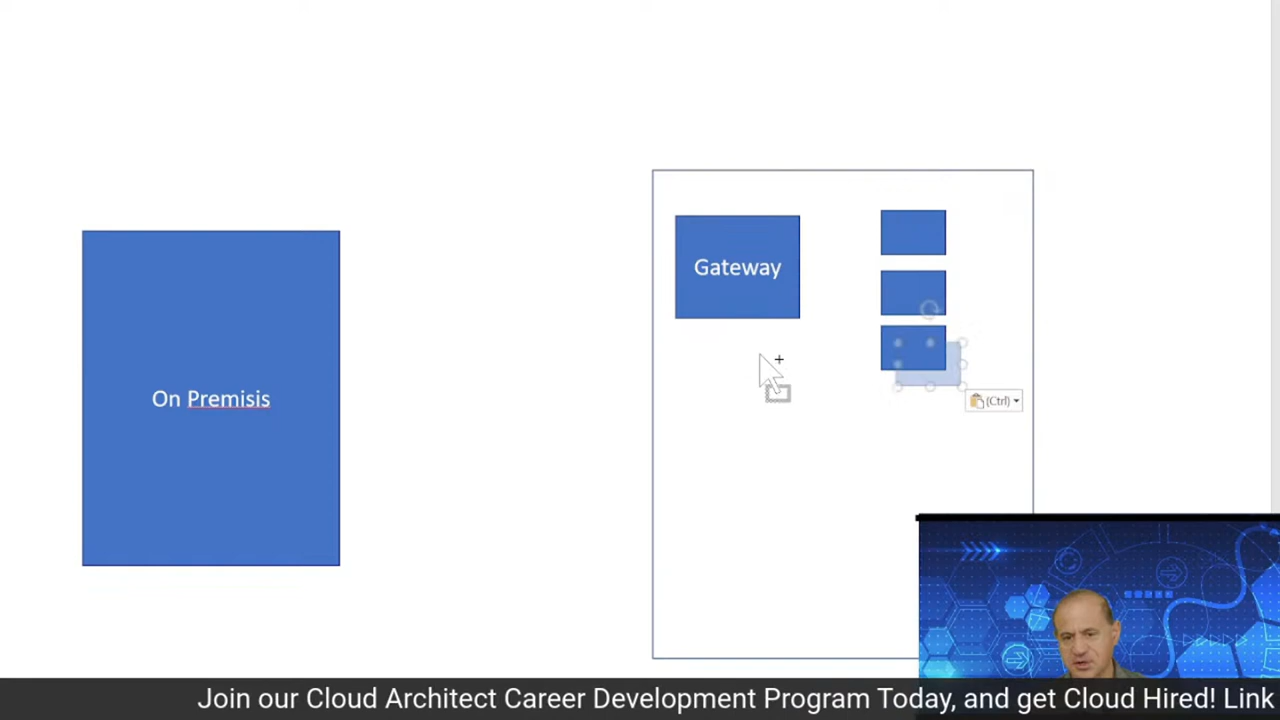 Gateway
On Premisis
(Ctrl)
Join our Cloud Architect Career Development Program Today, and get Cloud Hired! Link